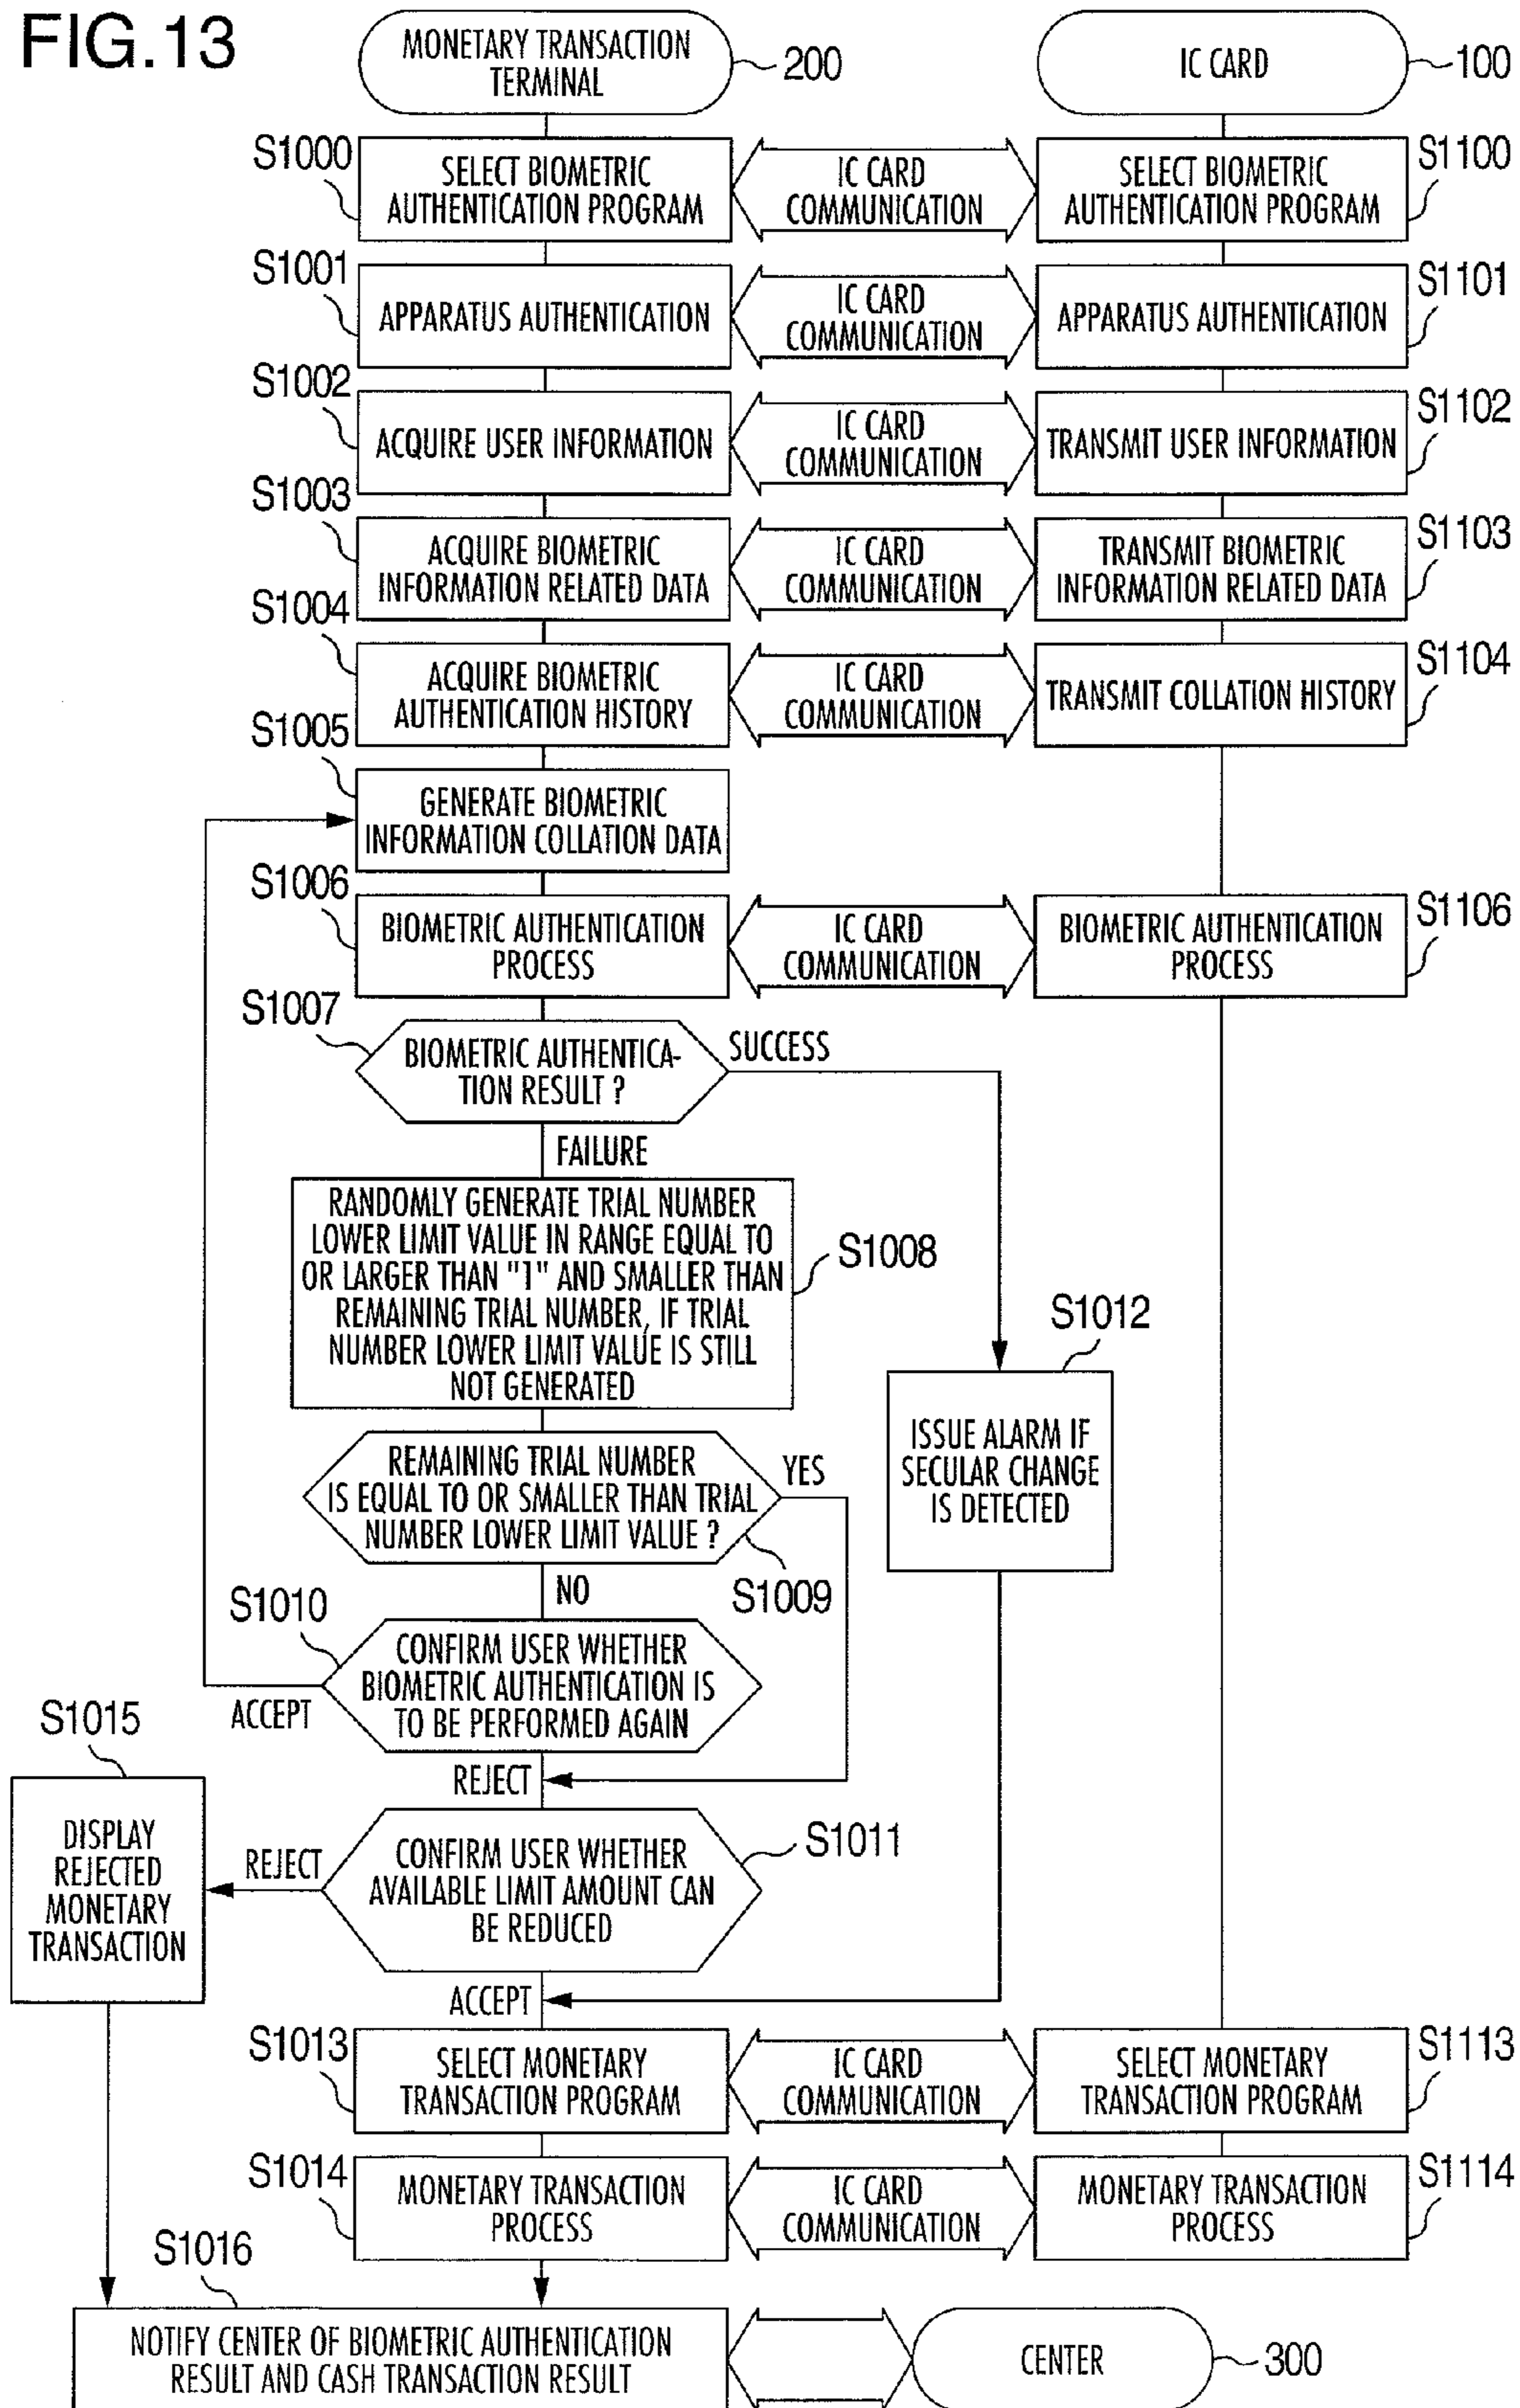 FIG.13
MONETARY TRANSACTION
TERMINAL
200
IC CARD
100
S1000
SELECT BIOMETRIC
AUTHENTICATION PROGRAM
IC CARD
COMMUNICATION
SELECT BIOMETRIC
AUTHENTICATION PROGRAM
S1100
S1001
APPARATUS AUTHENTICATION
IC CARD
COMMUNICATION
APPARATUS AUTHENTICATION
S1101
S1002
ACQUIRE USER INFORMATION
IC CARD
COMMUNICATION
TRANSMIT USER INFORMATION
S1102
S1003
ACQUIRE BIOMETRIC
INFORMATION RELATED DATA
IC CARD
COMMUNICATION
TRANSMIT BIOMETRIC
INFORMATION RELATED DATA
S1103
S1004
ACQUIRE BIOMETRIC
AUTHENTICATION HISTORY
IC CARD
COMMUNICATION
TRANSMIT COLLATION HISTORY
S1104
S1005
GENERATE BIOMETRIC
INFORMATION COLLATION DATA
S1006
BIOMETRIC AUTHENTICATION
PROCESS
IC CARD
COMMUNICATION
BIOMETRIC AUTHENTICATION
PROCESS
S1106
S1007
BIOMETRIC AUTHENTICA-
TION RESULT ?
SUCCESS
FAILURE
RANDOMLY GENERATE TRIAL NUMBER
LOWER LIMIT VALUE IN RANGE EQUAL TO
OR LARGER THAN "1" AND SMALLER THAN
REMAINING TRIAL NUMBER, IF TRIAL
NUMBER LOWER LIMIT VALUE IS STILL
NOT GENERATED
S1008
S1012
ISSUE ALARM IF
SECULAR CHANGE
IS DETECTED
REMAINING TRIAL NUMBER
IS EQUAL TO OR SMALLER THAN TRIAL
NUMBER LOWER LIMIT VALUE ?
YES
S1009
NO
S1010
CONFIRM USER WHETHER
BIOMETRIC AUTHENTICATION IS
TO BE PERFORMED AGAIN
ACCEPT
REJECT
S1015
DISPLAY
REJECTED
MONETARY
TRANSACTION
REJECT
CONFIRM USER WHETHER
AVAILABLE LIMIT AMOUNT CAN
BE REDUCED
S1011
ACCEPT
S1013
SELECT MONETARY
TRANSACTION PROGRAM
IC CARD
COMMUNICATION
SELECT MONETARY
TRANSACTION PROGRAM
S1113
S1014
MONETARY TRANSACTION
PROCESS
IC CARD
COMMUNICATION
MONETARY TRANSACTION
PROCESS
S1114
S1016
NOTIFY CENTER OF BIOMETRIC AUTHENTICATION
RESULT AND CASH TRANSACTION RESULT
CENTER
300